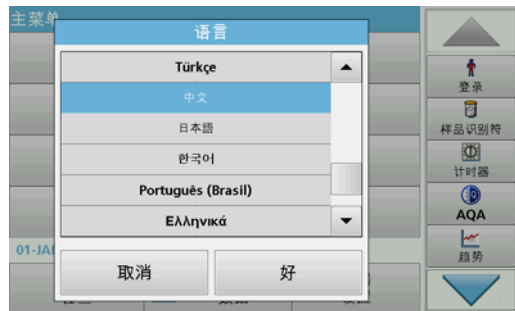 主菜单
语言
Türkçe
中文
日本語
한국어
Português (Brasil)
Ελληνικά
取消
好
01-JA
登录
样品识别符
计时器
AQA
趋势